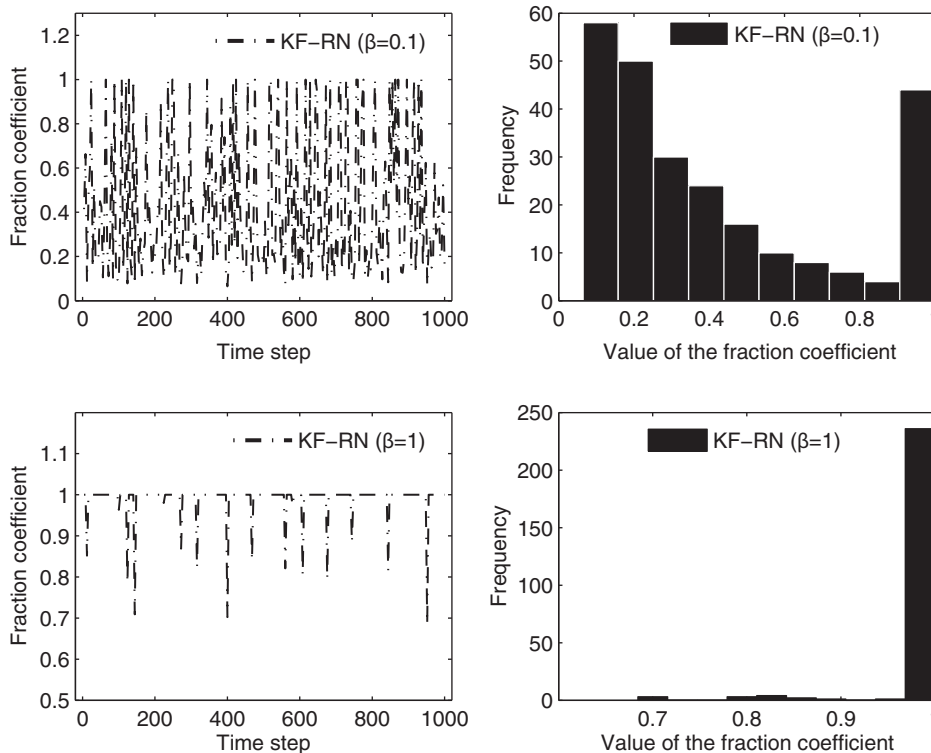 KF−RN (β=0.1)
Fraction coefficient
1.2
1
0.8
0.6
0.4
0.2
0
0 200 400 600 800 1000
Time step
KF−RN (β=0.1)
Frequency
60
50
40
30
20
10
0
0 0.2 0.4 0.6 0.8
Value of the fraction coefficient
KF−RN (β=1)
Fraction coefficient
1.1
1
0.9
0.8
0.7
0.6
0.5
0 200 400 600 800 1000
Time step
KF−RN (β=1)
Frequency
250
200
150
100
50
0
0.7 0.8 0.9
Value of the fraction coefficient